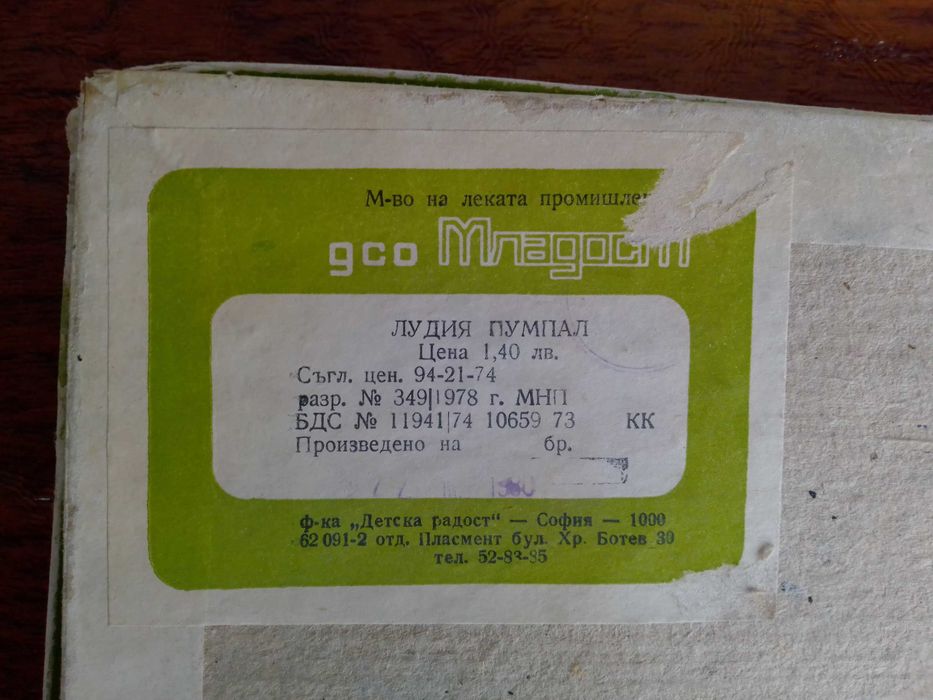 М-во на леката промишлен
дсо Младост
ЛУДИЯ ПУМПАЛ
Цена 1,40 лв.
Съгл. цен. 94-21-74
разр. № 349|1978 г. МНП
БДС № 11941|74 10659 73 КК
Произведено на бр.
1980
ф-ка „Детска радост“ — София — 1000
62 091-2 отд. Пласмент бул. Хр. Ботев 30
тел. 52-83-85